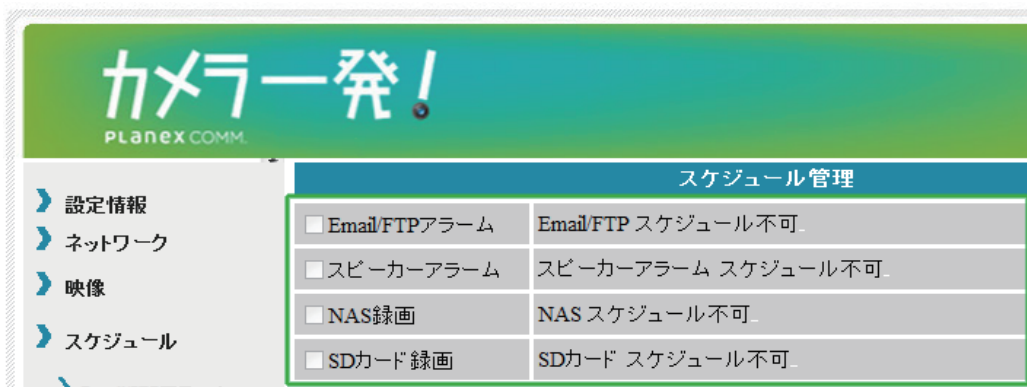 カメラ一発!
PLANEX COMM.
スケジュール管理
設定情報
ネットワーク
映像
スケジュール
Email/FTPアラーム Email/FTP スケジュール不可
スピーカーアラーム スピーカーアラーム スケジュール不可
NAS録画 NAS スケジュール不可
SDカード録画 SDカード スケジュール不可